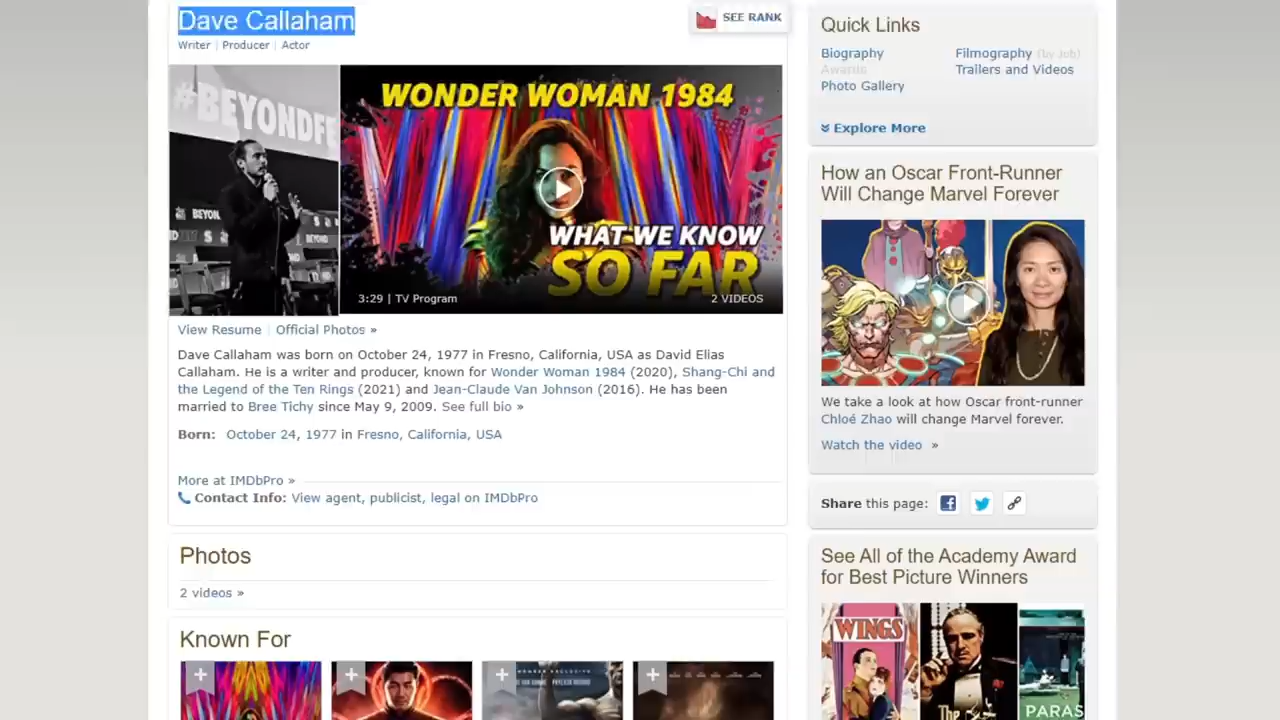 Dave Callaham
SEE RANK
Writer | Producer | Actor
#BEYONDFE
BEYON
BEYOND
WONDER WOMAN 1984
WHAT WE KNOW
SO FAR
3:29 | TV Program
2 VIDEOS
View Resume | Official Photos »
Dave Callaham was born on October 24, 1977 in Fresno, California, USA as David Elias
Callaham. He is a writer and producer, known for Wonder Woman 1984 (2020), Shang-Chi and
the Legend of the Ten Rings (2021) and Jean-Claude Van Johnson (2016). He has been
married to Bree Tichy since May 9, 2009. See full bio »
Born: October 24, 1977 in Fresno, California, USA
More at IMDbPro »
Contact Info: View agent, publicist, legal on IMDbPro
Photos
2 videos »
Known For
Quick Links
Biography
Filmography (by Job)
Awards
Trailers and Videos
Photo Gallery
Explore More
How an Oscar Front-Runner
Will Change Marvel Forever
We take a look at how Oscar front-runner
Chloé Zhao will change Marvel forever.
Watch the video »
Share this page:
See All of the Academy Award
for Best Picture Winners
WINGS
The
PARAS